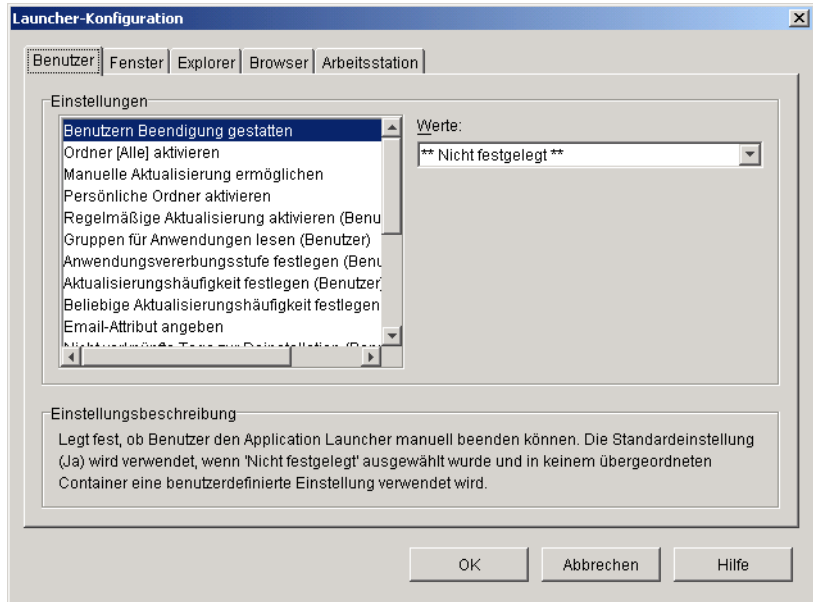 Launcher-Konfiguration
Benutzer Fenster Explorer Browser Arbeitsstation
Einstellungen
Benutzern Beendigung gestatten
Ordner [Alle] aktivieren
Manuelle Aktualisierung ermöglichen
Persönliche Ordner aktivieren
Regelmäßige Aktualisierung aktivieren (Benu
Gruppen für Anwendungen lesen (Benutzer)
Anwendungsvererbungsstufe festlegen (Benu
Aktualisierungshäufigkeit festlegen (Benutzer)
Beliebige Aktualisierungshäufigkeit festlegen
Email-Attribut angeben
Werte:
** Nicht festgelegt **
Einstellungsbeschreibung
Legt fest, ob Benutzer den Application Launcher manuell beenden können. Die Standardeinstellung
(Ja) wird verwendet, wenn 'Nicht festgelegt' ausgewählt wurde und in keinem übergeordneten
Container eine benutzerdefinierte Einstellung verwendet wird.
OK Abbrechen Hilfe